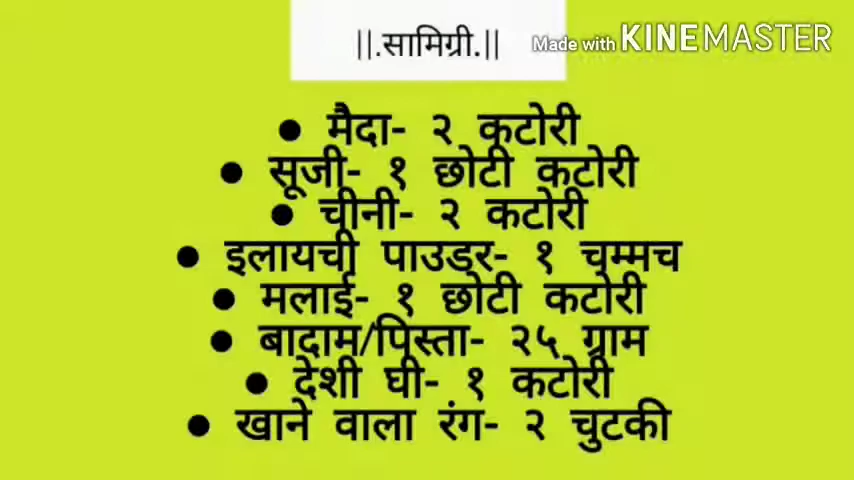 ||.सामिग्री.||
Made with KINEMASTER
● मैदा- २ कटोरी
● सूजी- १ छोटी कटोरी
● चीनी- २ कटोरी
● इलायची पाउडर- १ चम्मच
● मलाई- १ छोटी कटोरी
● बादाम/पिस्ता- २५ ग्राम
● देशी घी- १ कटोरी
● खाने वाला रंग- २ चुटकी